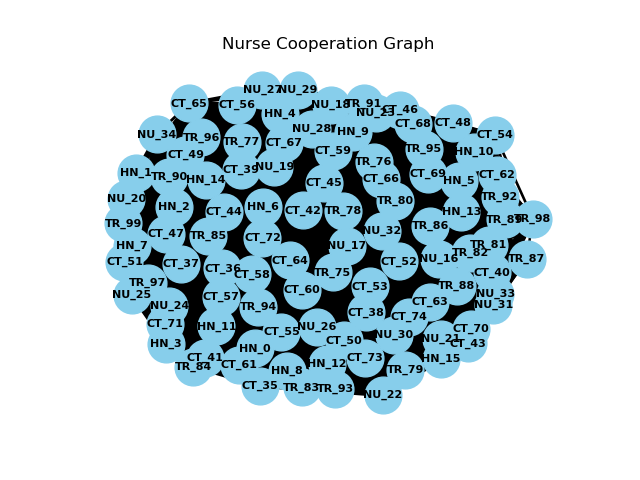 Nurse Cooperation Graph
NU_27
NU_29
CT_65
CT_56
NU_18
TR_91
CT_46
HN_4
NU_23
CT_68
CT_48
NU_34
TR_96
NU_28
HN_9
CT_54
TR_77
CT_67
CT_49
CT_59
TR_95
HN_10
TR_76
HN_1
TR_90
HN_14
CT_39
NU_19
CT_45
CT_66
CT_69
HN_5
CT_62
NU_20
HN_2
CT_44
HN_6
CT_42
TR_78
TR_80
HN_13
TR_92
TR_99
CT_47
TR_85
CT_72
NU_32
TR_86
TR_89
TR_98
HN_7
NU_17
TR_81
CT_51
CT_37
CT_36
CT_58
CT_64
TR_75
CT_52
NU_16
TR_82
TR_87
TR_97
CT_40
NU_25
NU_24
CT_57
TR_94
CT_60
CT_53
CT_63
TR_88
NU_33
NU_31
CT_71
HN_11
CT_55
NU_26
CT_38
CT_74
HN_3
HN_0
CT_50
NU_30
NU_21
CT_70
CT_43
TR_84
CT_41
CT_61
HN_8
HN_12
CT_73
TR_79
HN_15
CT_35
TR_83
TR_93
NU_22